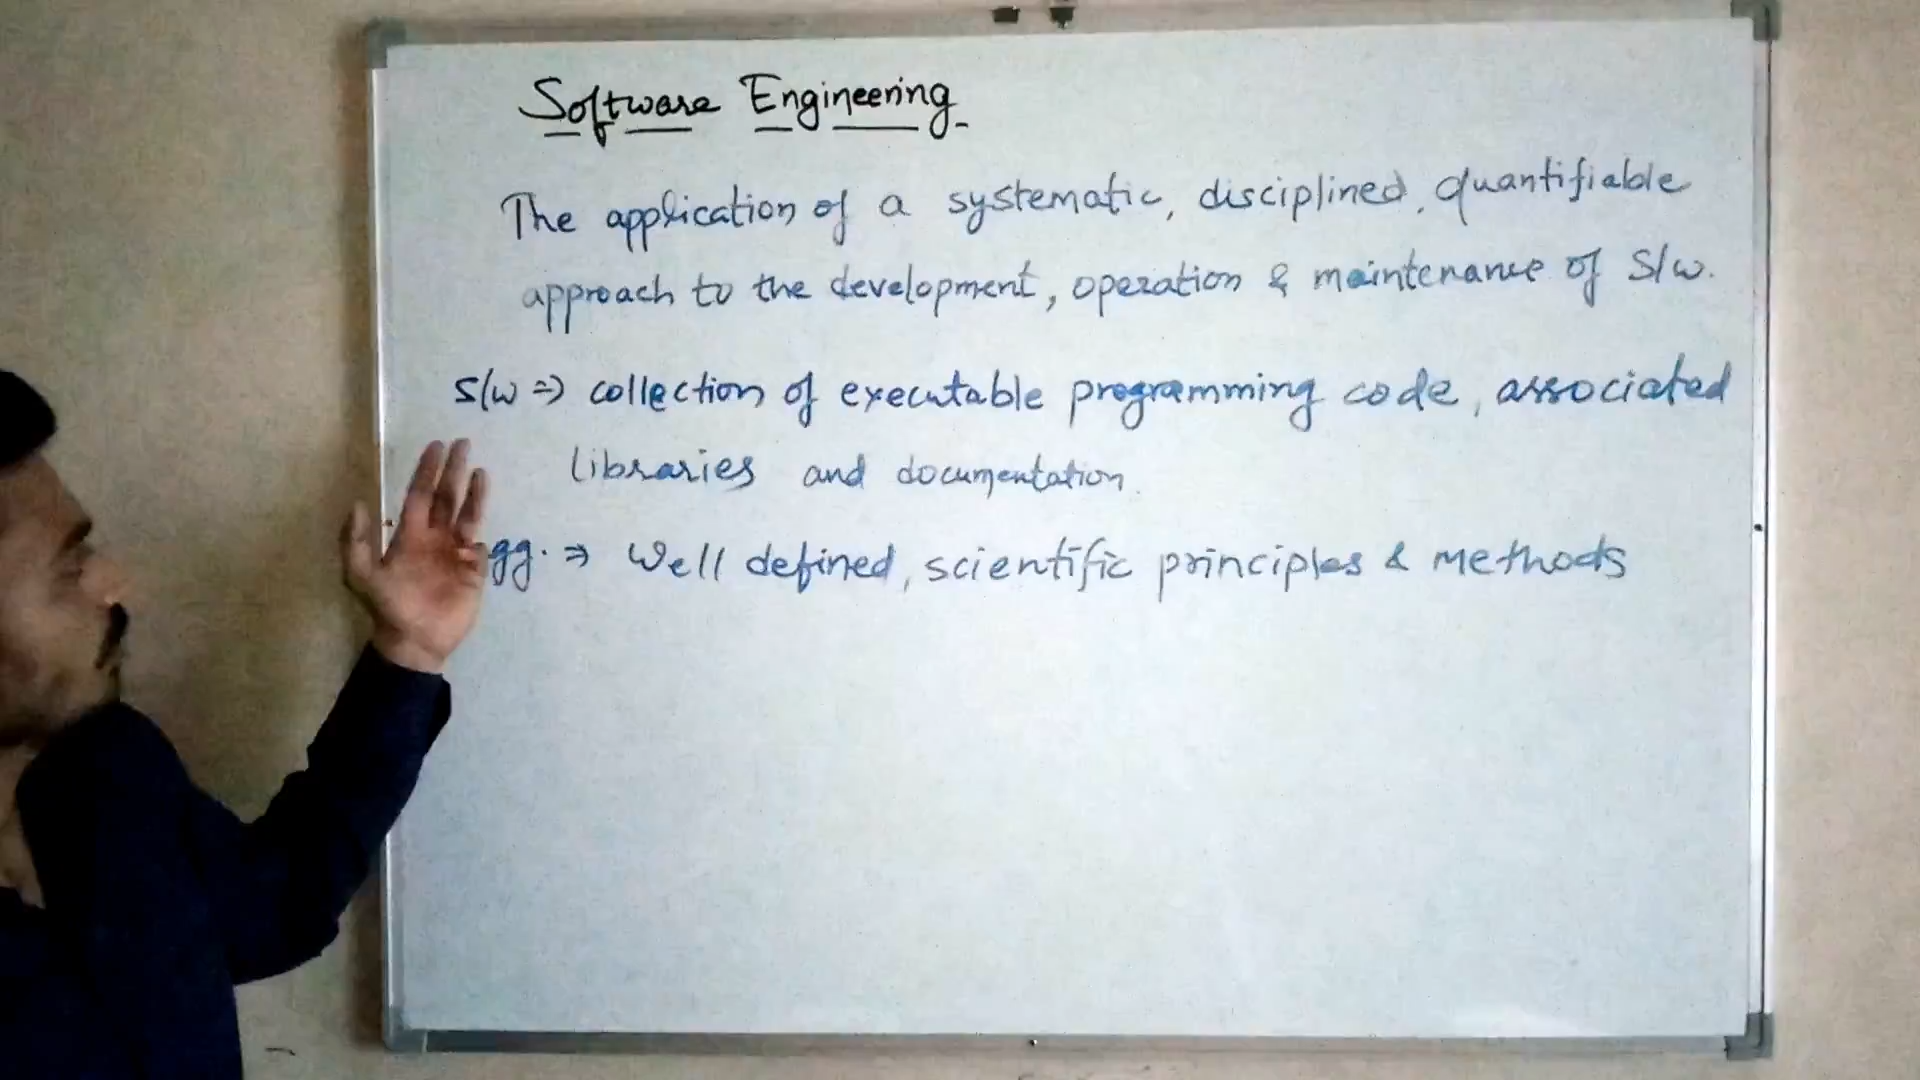 Software Engineering
The application of a systematic, disciplined, quantifiable
approach to the development, operation & maintenance of S/w.
S/w ⇒ collection of executable programming code, associated
libraries and documentation.
gg. ⇒ Well defined, scientific principles & Methods